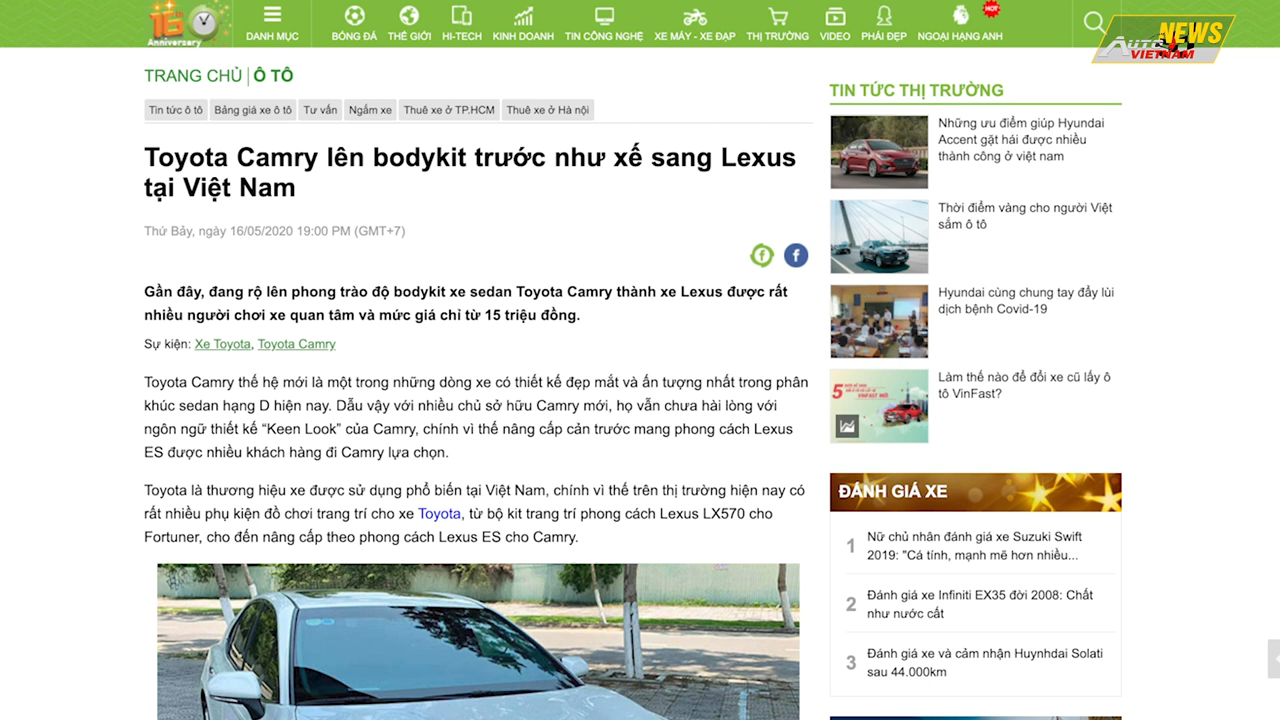 16
Anniversary
DANH MỤC
BÓNG ĐÁ
THẾ GIỚI
HI-TECH
KINH DOANH
TIN CÔNG NGHỆ
XE MÁY - XE ĐẠP
THỊ TRƯỜNG
VIDEO
PHÁI ĐẸP
NGOẠI HẠNG ANH
HOT
AUTO NEWS
VIETNAM
TRANG CHỦ | Ô TÔ
Tin tức ô tô
Bảng giá xe ô tô
Tư vấn
Ngắm xe
Thuê xe ở TP.HCM
Thuê xe ở Hà nội
Toyota Camry lên bodykit trước như xế sang Lexus
tại Việt Nam
Thứ Bảy, ngày 16/05/2020 19:00 PM (GMT+7)
Gần đây, đang rộ lên phong trào độ bodykit xe sedan Toyota Camry thành xe Lexus được rất
nhiều người chơi xe quan tâm và mức giá chỉ từ 15 triệu đồng.
Sự kiện: Xe Toyota, Toyota Camry
Toyota Camry thế hệ mới là một trong những dòng xe có thiết kế đẹp mắt và ấn tượng nhất trong phân
khúc sedan hạng D hiện nay. Dẫu vậy với nhiều chủ sở hữu Camry mới, họ vẫn chưa hài lòng với
ngôn ngữ thiết kế “Keen Look” của Camry, chính vì thế nâng cấp cản trước mang phong cách Lexus
ES được nhiều khách hàng đi Camry lựa chọn.
Toyota là thương hiệu xe được sử dụng phổ biến tại Việt Nam, chính vì thế trên thị trường hiện nay có
rất nhiều phụ kiện đồ chơi trang trí cho xe Toyota, từ bộ kit trang trí phong cách Lexus LX570 cho
Fortuner, cho đến nâng cấp theo phong cách Lexus ES cho Camry.
TIN TỨC THỊ TRƯỜNG
Những ưu điểm giúp Hyundai
Accent gặt hái được nhiều
thành công ở việt nam
Thời điểm vàng cho người Việt
sắm ô tô
Hyundai cùng chung tay đẩy lùi
dịch bệnh Covid-19
Làm thế nào để đổi xe cũ lấy ô
tô VinFast?
ĐÁNH GIÁ XE
1
Nữ chủ nhân đánh giá xe Suzuki Swift
2019: "Cá tính, mạnh mẽ hơn nhiều...
2
Đánh giá xe Infiniti EX35 đời 2008: Chất
như nước cất
3
Đánh giá xe và cảm nhận Huynhdai Solati
sau 44.000km